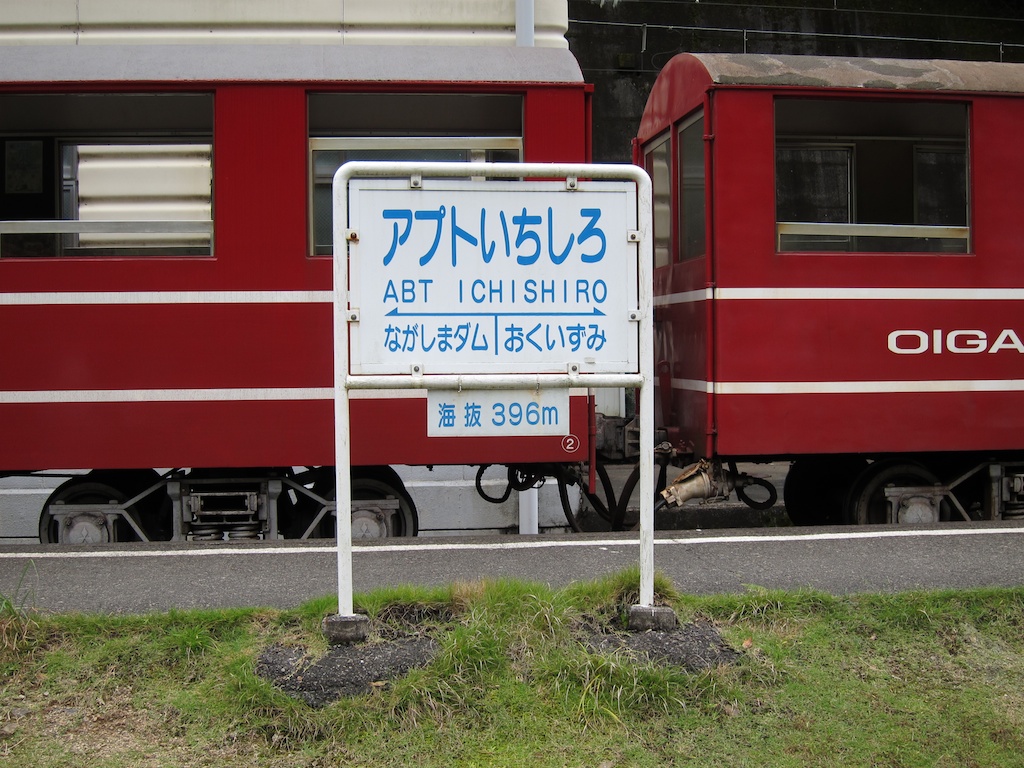 アプトいちしろ
ABT ICHISHIRO
ながしまダム おくいずみ
海抜 396m
②
OIGA